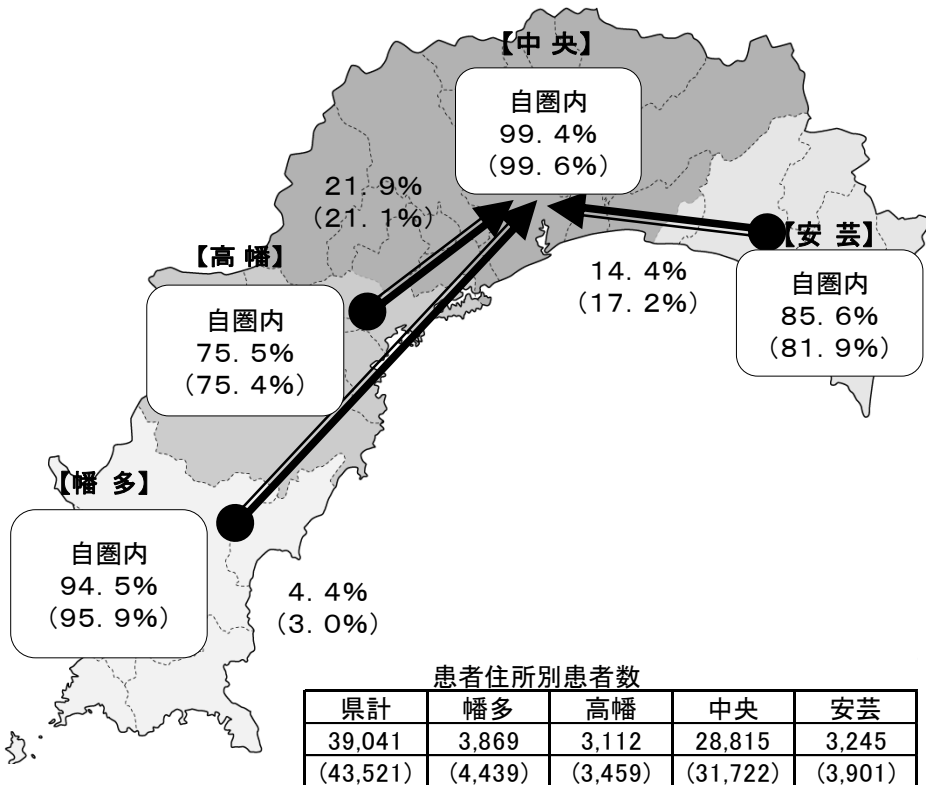 【中 央】
自圏内
99.4%
(99.6%)
21.9%
(21.1%)
【高 幡】
自圏内
75.5%
(75.4%)
【安 芸】
自圏内
85.6%
(81.9%)
14.4%
(17.2%)
【幡 多】
自圏内
94.5%
(95.9%)
4.4%
(3.0%)
患者住所別患者数
県計 幡多 高幡 中央 安芸
39,041 3,869 3,112 28,815 3,245
(43,521) (4,439) (3,459) (31,722) (3,901)